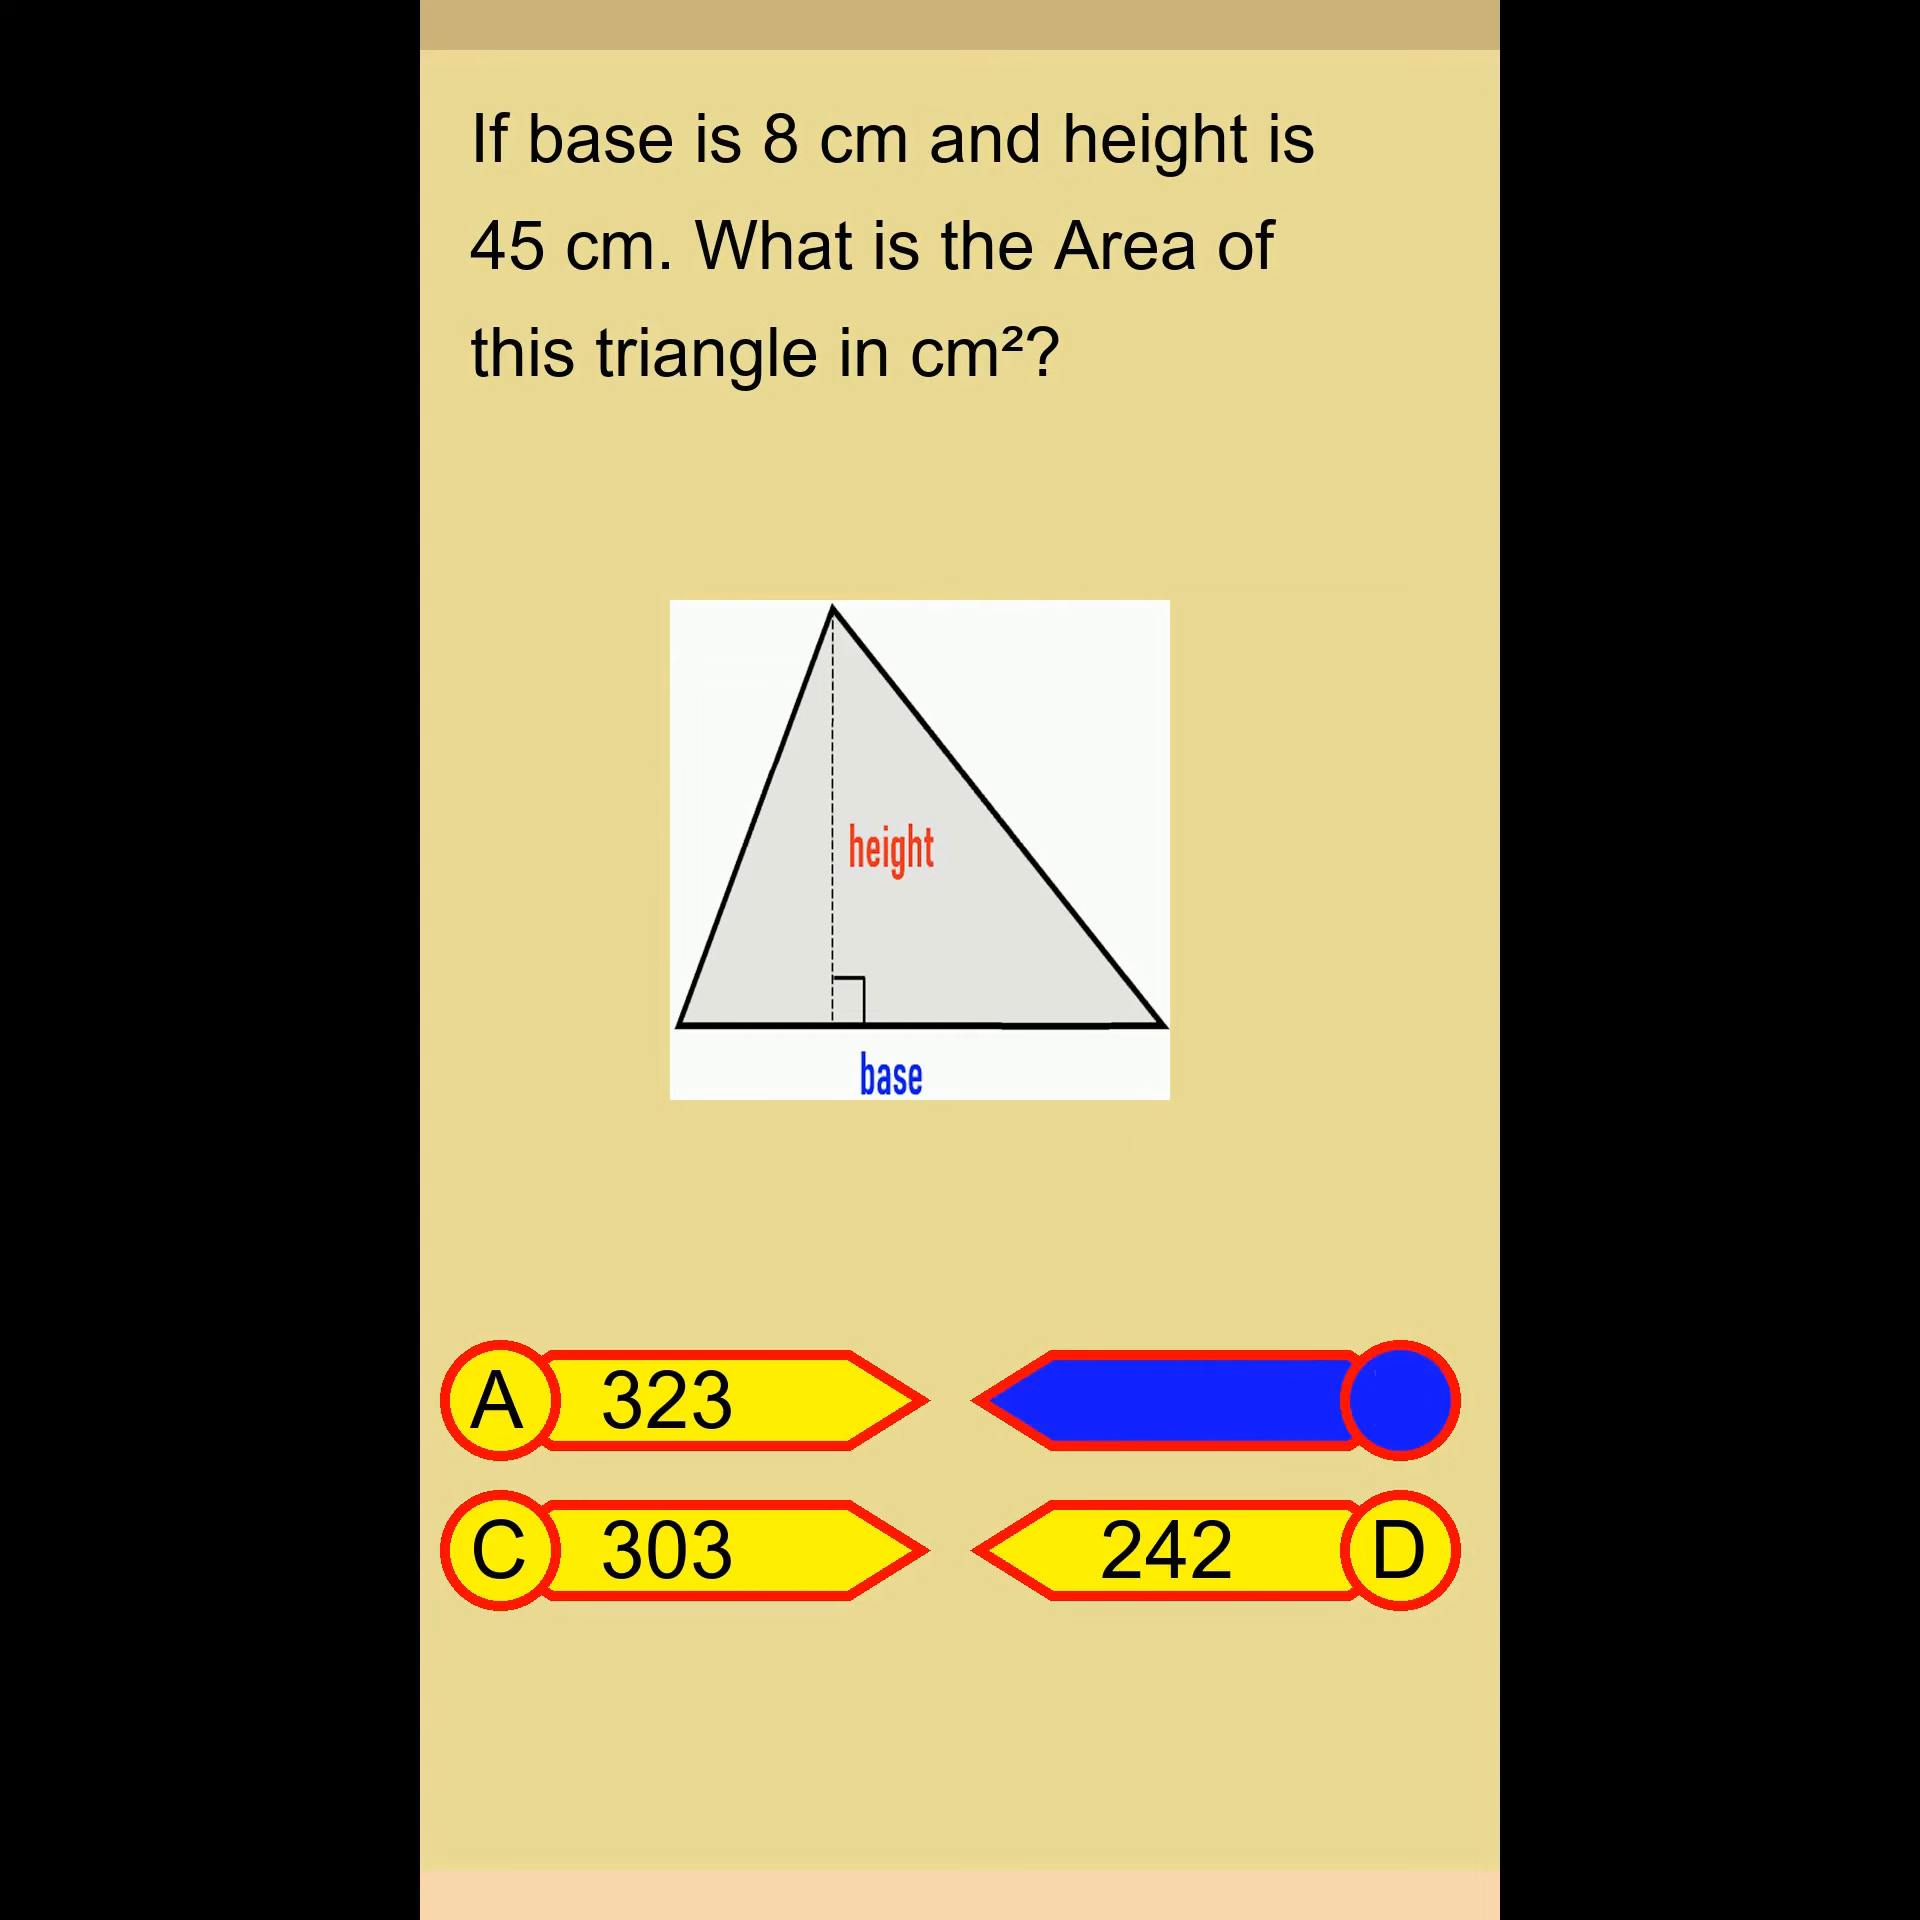 If base is 8 cm and height is
45 cm. What is the Area of
this triangle in cm²?
height
base
A 323
C 303
242 D